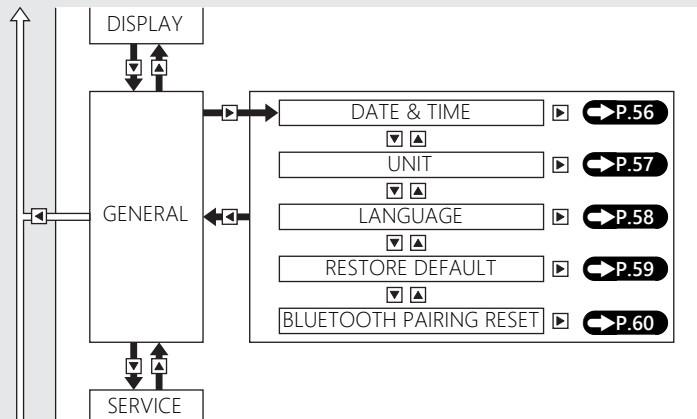 DISPLAY
DATE & TIME P.56
UNIT P.57
GENERAL LANGUAGE P.58
RESTORE DEFAULT P.59
BLUETOOTH PAIRING RESET P.60
SERVICE